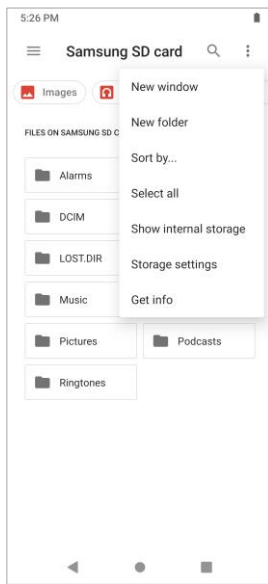 5:26 PM
Samsung SD card
Images
New window
New folder
FILES ON SAMSUNG SD C
Sort by...
Alarms
Select all
DCIM
Show internal storage
LOST.DIR
Storage settings
Music
Get info
Pictures
Podcasts
Ringtones